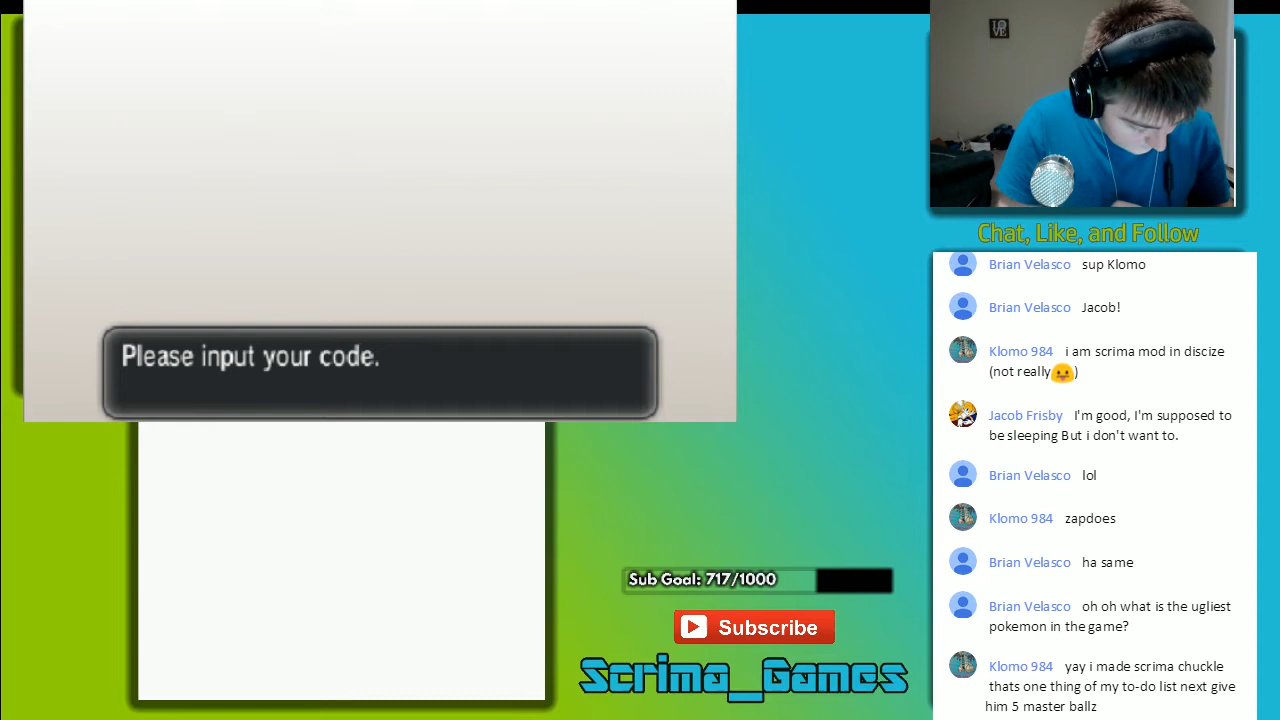 LOVE
Please input your code.
Chat, Like, and Follow
Brian Velasco sup Klomo
Brian Velasco Jacob!
Klomo 984 i am scrima mod in discize
(not really )
Jacob Frisby I'm good, I'm supposed to
be sleeping But i don't want to.
Brian Velasco lol
Klomo 984 zapdoes
Brian Velasco ha same
Brian Velasco oh oh what is the ugliest
pokemon in the game?
Klomo 984 yay i made scrima chuckle
thats one thing of my to-do list next give
him 5 master ballz
Sub Goal: 717/1000
Subscribe
Scrima_Games